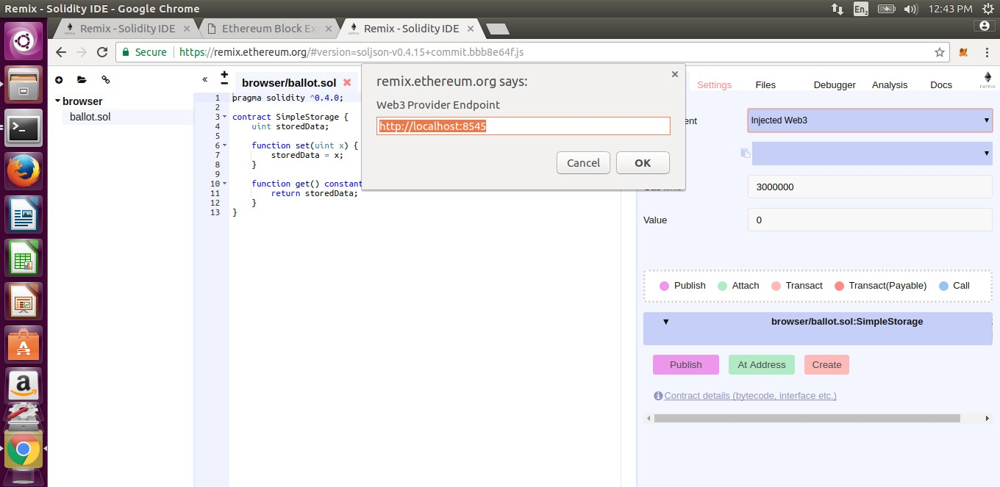 Remix - Solidity IDE - Google Chrome
En2 12:43 PM
Remix - Solidity IDE × Ethereum Block Ex × Remix - Solidity IDE ×
Secure https://remix.ethereum.org/#version=soljson-v0.4.15+commit.bbb8e64f.js
browser
ballot.sol
« + − browser/ballot.sol ×
1 pragma solidity ^0.4.0;
2
3 contract SimpleStorage {
4 uint storedData;
5
6 function set(uint x) {
7 storedData = x;
8 }
9
10 function get() constant
11 return storedData;
12 }
13 }
remix.ethereum.org says: ×
Web3 Provider Endpoint
http://localhost:8545
Cancel OK
Settings Files Debugger Analysis Docs remix
ent Injected Web3
3000000
Value 0
Publish Attach Transact Transact(Payable) Call
browser/ballot.sol:SimpleStorage
Publish At Address Create
Contract details (bytecode, interface etc.)